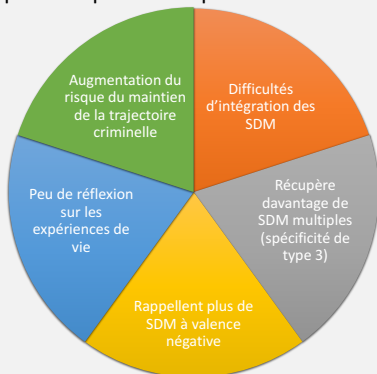 Augmentation du
risque du maintien
de la trajectoire
criminelle
Difficultés
d'intégration des
SDM
Récupère
davantage de
SDM multiples
(spécificité de
type 3)
Rappellent plus de
SDM à valence
négative
Peu de réflexion
sur les
expériences de
vie